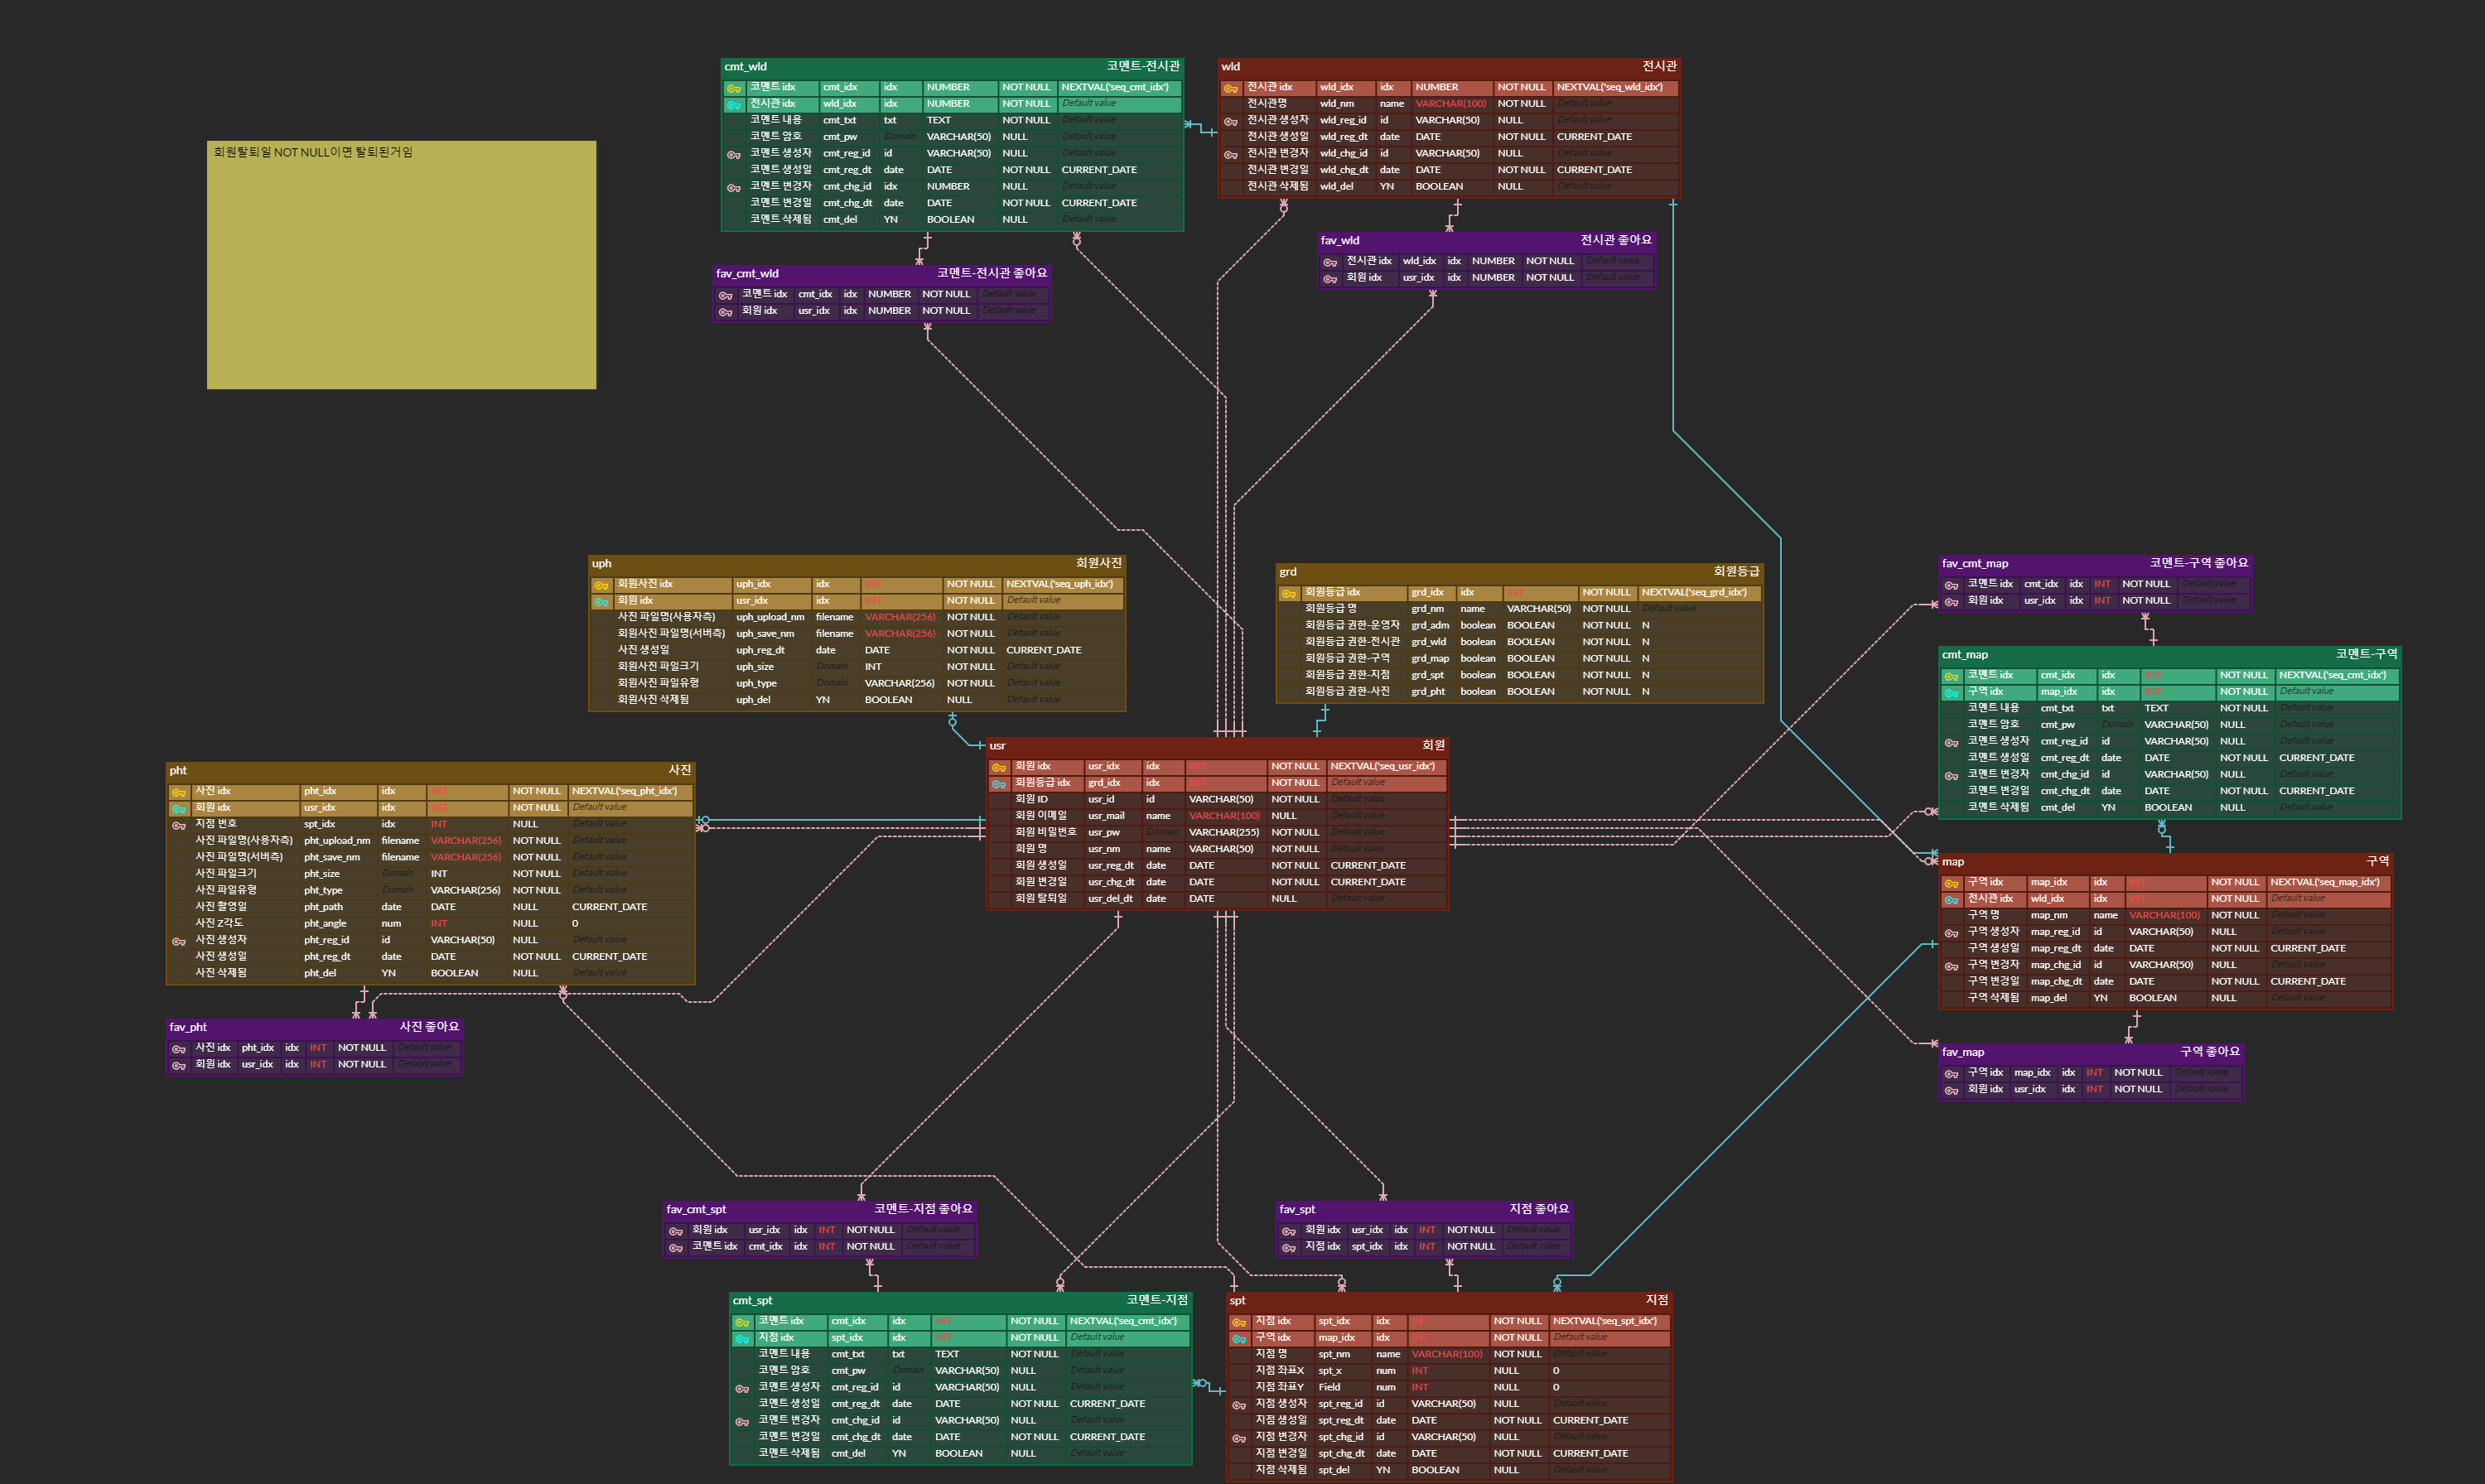 cmt_wld 코멘트-전시관
코멘트 idx cmt_idx idx NUMBER NOT NULL NEXTVAL('seq_cmt_idx')
전시관 idx wld_idx idx NUMBER NOT NULL Default value
코멘트 내용 cmt_txt txt TEXT NOT NULL Default value
코멘트 암호 cmt_pw Domain VARCHAR(50) NULL Default value
코멘트 생성자 cmt_reg_id id VARCHAR(50) NULL Default value
코멘트 생성일 cmt_reg_dt date DATE NOT NULL CURRENT_DATE
코멘트 변경자 cmt_chg_id idx NUMBER NULL Default value
코멘트 변경일 cmt_chg_dt date DATE NOT NULL CURRENT_DATE
코멘트 삭제됨 cmt_del YN BOOLEAN NULL Default value
wld 전시관
전시관 idx wld_idx idx NUMBER NOT NULL NEXTVAL('seq_wld_idx')
전시관명 wld_nm name VARCHAR(100) NOT NULL Default value
전시관 생성자 wld_reg_id id VARCHAR(50) NULL Default value
전시관 생성일 wld_reg_dt date DATE NOT NULL CURRENT_DATE
전시관 변경자 wld_chg_id id VARCHAR(50) NULL Default value
전시관 변경일 wld_chg_dt date DATE NOT NULL CURRENT_DATE
전시관 삭제됨 wld_del YN BOOLEAN NULL Default value
회원탈퇴일 NOT NULL이면 탈퇴된거임
fav_cmt_wld 코멘트-전시관 좋아요
코멘트 idx cmt_idx idx NUMBER NOT NULL Default value
회원 idx usr_idx idx NUMBER NOT NULL Default value
fav_wld 전시관 좋아요
전시관 idx wld_idx idx NUMBER NOT NULL Default value
회원 idx usr_idx idx NUMBER NOT NULL Default value
uph 회원사진
회원사진 idx uph_idx idx INT NOT NULL NEXTVAL('seq_uph_idx')
회원 idx usr_idx idx INT NOT NULL Default value
사진 파일명(사용자측) uph_upload_nm filename VARCHAR(256) NOT NULL Default value
회원사진 파일명(서버측) uph_save_nm filename VARCHAR(256) NOT NULL Default value
사진 생성일 uph_reg_dt date DATE NOT NULL CURRENT_DATE
회원사진 파일크기 uph_size Domain INT NOT NULL Default value
회원사진 파일유형 uph_type Domain VARCHAR(256) NOT NULL Default value
회원사진 삭제됨 uph_del YN BOOLEAN NULL Default value
grd 회원등급
회원등급 idx grd_idx idx INT NOT NULL NEXTVAL('seq_grd_idx')
회원등급 명 grd_nm name VARCHAR(50) NOT NULL Default value
회원등급 권한-운영자 grd_adm boolean BOOLEAN NOT NULL N
회원등급 권한-전시관 grd_wld boolean BOOLEAN NOT NULL N
회원등급 권한-구역 grd_map boolean BOOLEAN NOT NULL N
회원등급 권한-지점 grd_spt boolean BOOLEAN NOT NULL N
회원등급 권한-사진 grd_pht boolean BOOLEAN NOT NULL N
fav_cmt_map 코멘트-구역 좋아요
코멘트 idx cmt_idx idx INT NOT NULL Default value
회원 idx usr_idx idx INT NOT NULL Default value
cmt_map 코멘트-구역
코멘트 idx cmt_idx idx INT NOT NULL NEXTVAL('seq_cmt_idx')
구역 idx map_idx idx INT NOT NULL Default value
코멘트 내용 cmt_txt txt TEXT NOT NULL Default value
코멘트 암호 cmt_pw Domain VARCHAR(50) NULL Default value
코멘트 생성자 cmt_reg_id id VARCHAR(50) NULL Default value
코멘트 생성일 cmt_reg_dt date DATE NOT NULL CURRENT_DATE
코멘트 변경자 cmt_chg_id id VARCHAR(50) NULL Default value
코멘트 변경일 cmt_chg_dt date DATE NOT NULL CURRENT_DATE
코멘트 삭제됨 cmt_del YN BOOLEAN NULL Default value
usr 회원
회원 idx usr_idx idx INT NOT NULL NEXTVAL('seq_usr_idx')
회원등급 idx grd_idx idx INT NOT NULL Default value
회원 ID usr_id id VARCHAR(50) NOT NULL Default value
회원 이메일 usr_mail name VARCHAR(100) NULL Default value
회원 비밀번호 usr_pw Domain VARCHAR(255) NOT NULL Default value
회원 명 usr_nm name VARCHAR(50) NOT NULL Default value
회원 생성일 usr_reg_dt date DATE NOT NULL CURRENT_DATE
회원 변경일 usr_chg_dt date DATE NOT NULL CURRENT_DATE
회원 탈퇴일 usr_del_dt date DATE NULL Default value
pht 사진
사진 idx pht_idx idx INT NOT NULL NEXTVAL('seq_pht_idx')
회원 idx usr_idx idx INT NOT NULL Default value
지점 번호 spt_idx idx INT NULL Default value
사진 파일명(사용자측) pht_upload_nm filename VARCHAR(256) NOT NULL Default value
사진 파일명(서버측) pht_save_nm filename VARCHAR(256) NOT NULL Default value
사진 파일크기 pht_size Domain INT NOT NULL Default value
사진 파일유형 pht_type Domain VARCHAR(256) NOT NULL Default value
사진 촬영일 pht_path date DATE NULL CURRENT_DATE
사진 Z각도 pht_angle num INT NULL 0
사진 생성자 pht_reg_id id VARCHAR(50) NULL Default value
사진 생성일 pht_reg_dt date DATE NOT NULL CURRENT_DATE
사진 삭제됨 pht_del YN BOOLEAN NULL Default value
map 구역
구역 idx map_idx idx INT NOT NULL NEXTVAL('seq_map_idx')
전시관 idx wld_idx idx INT NOT NULL Default value
구역 명 map_nm name VARCHAR(100) NOT NULL Default value
구역 생성자 map_reg_id id VARCHAR(50) NULL Default value
구역 생성일 map_reg_dt date DATE NOT NULL CURRENT_DATE
구역 변경자 map_chg_id id VARCHAR(50) NULL Default value
구역 변경일 map_chg_dt date DATE NOT NULL CURRENT_DATE
구역 삭제됨 map_del YN BOOLEAN NULL Default value
fav_pht 사진 좋아요
사진 idx pht_idx idx INT NOT NULL Default value
회원 idx usr_idx idx INT NOT NULL Default value
fav_map 구역 좋아요
구역 idx map_idx idx INT NOT NULL Default value
회원 idx usr_idx idx INT NOT NULL Default value
fav_cmt_spt 코멘트-지점 좋아요
회원 idx usr_idx idx INT NOT NULL Default value
코멘트 idx cmt_idx idx INT NOT NULL Default value
fav_spt 지점 좋아요
회원 idx usr_idx idx INT NOT NULL Default value
지점 idx spt_idx idx INT NOT NULL Default value
cmt_spt 코멘트-지점
코멘트 idx cmt_idx idx INT NOT NULL NEXTVAL('seq_cmt_idx')
지점 idx spt_idx idx INT NOT NULL Default value
코멘트 내용 cmt_txt txt TEXT NOT NULL Default value
코멘트 암호 cmt_pw Domain VARCHAR(50) NULL Default value
코멘트 생성자 cmt_reg_id id VARCHAR(50) NULL Default value
코멘트 생성일 cmt_reg_dt date DATE NOT NULL CURRENT_DATE
코멘트 변경자 cmt_chg_id id VARCHAR(50) NULL Default value
코멘트 변경일 cmt_chg_dt date DATE NOT NULL CURRENT_DATE
코멘트 삭제됨 cmt_del YN BOOLEAN NULL Default value
spt 지점
지점 idx spt_idx idx INT NOT NULL NEXTVAL('seq_spt_idx')
구역 idx map_idx idx INT NOT NULL Default value
지점 명 spt_nm name VARCHAR(100) NOT NULL Default value
지점 좌표X spt_x num INT NULL 0
지점 좌표Y Field num INT NULL 0
지점 생성자 spt_reg_id id VARCHAR(50) NULL Default value
지점 생성일 spt_reg_dt date DATE NOT NULL CURRENT_DATE
지점 변경자 spt_chg_id id VARCHAR(50) NULL Default value
지점 변경일 spt_chg_dt date DATE NOT NULL CURRENT_DATE
지점 삭제됨 spt_del YN BOOLEAN NULL Default value